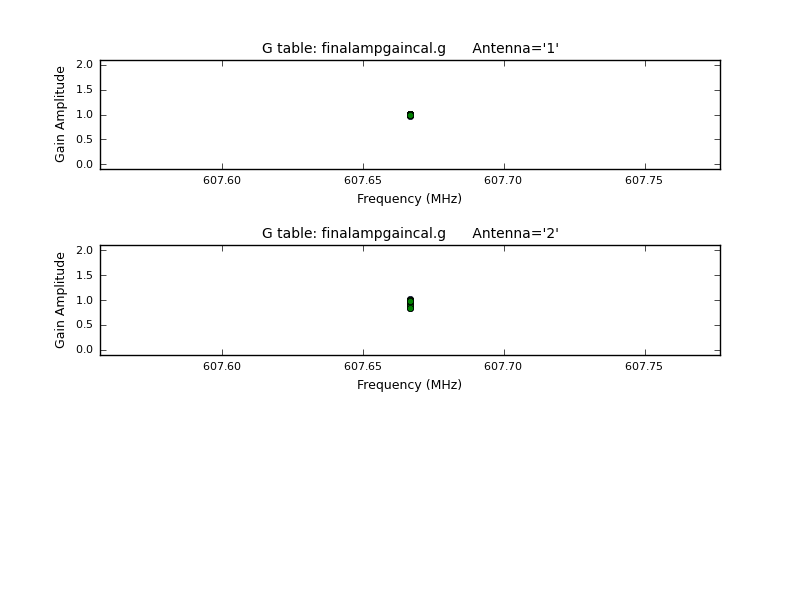 G table: finalampgaincal.g      Antenna='1'
2.0
1.5
1.0
0.5
0.0
Gain Amplitude
607.60 607.65 607.70 607.75
Frequency (MHz)
G table: finalampgaincal.g      Antenna='2'
2.0
1.5
1.0
0.5
0.0
Gain Amplitude
607.60 607.65 607.70 607.75
Frequency (MHz)